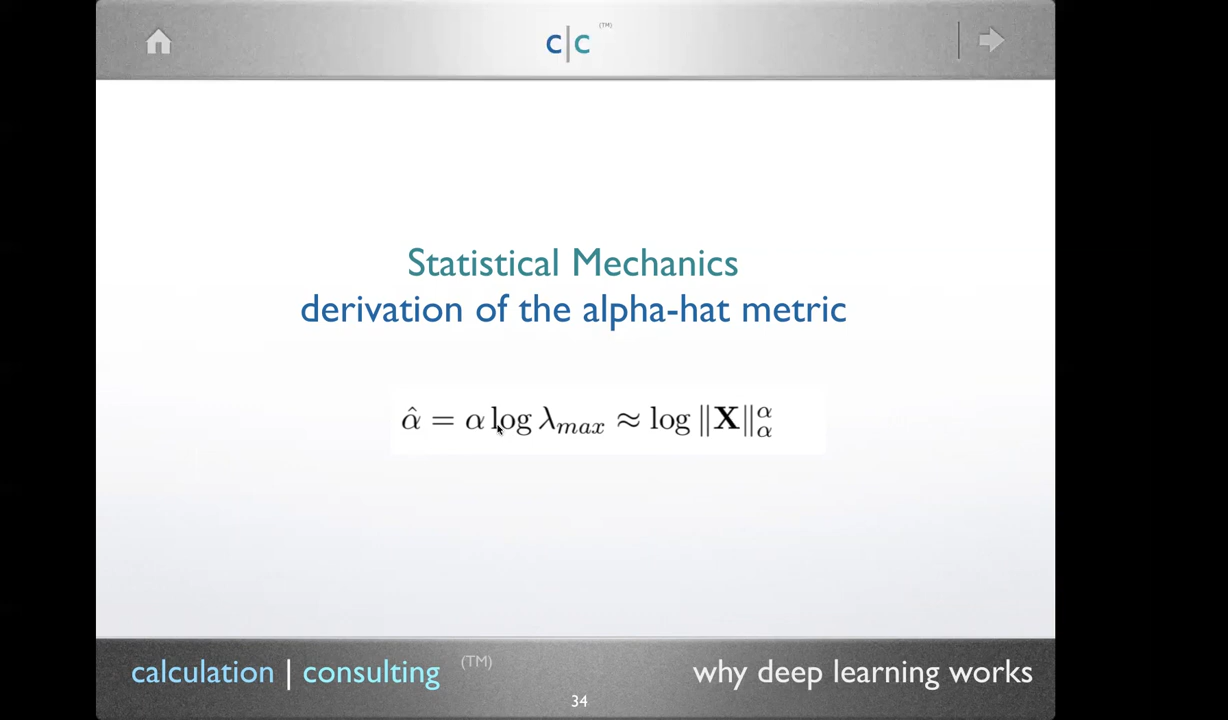 c|c (TM)
Statistical Mechanics
derivation of the alpha-hat metric
α̂ = α log λ_max ≈ log ‖X‖_α^α
calculation | consulting (TM)
why deep learning works
34